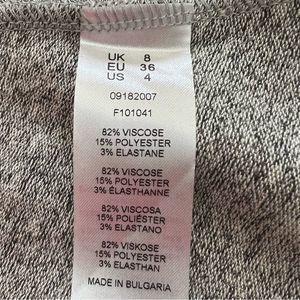 UK 8
EU 36
US 4
09182007
F101041
82% VISCOSE
15% POLYESTER
3% ELASTANE
82% VISCOSE
15% POLYESTER
3% ÉLASTHANNE
82% VISCOSA
15% POLIÉSTER
3% ELASTANO
82% VISKOSE
15% POLYESTER
3% ELASTHAN
MADE IN BULGARIA